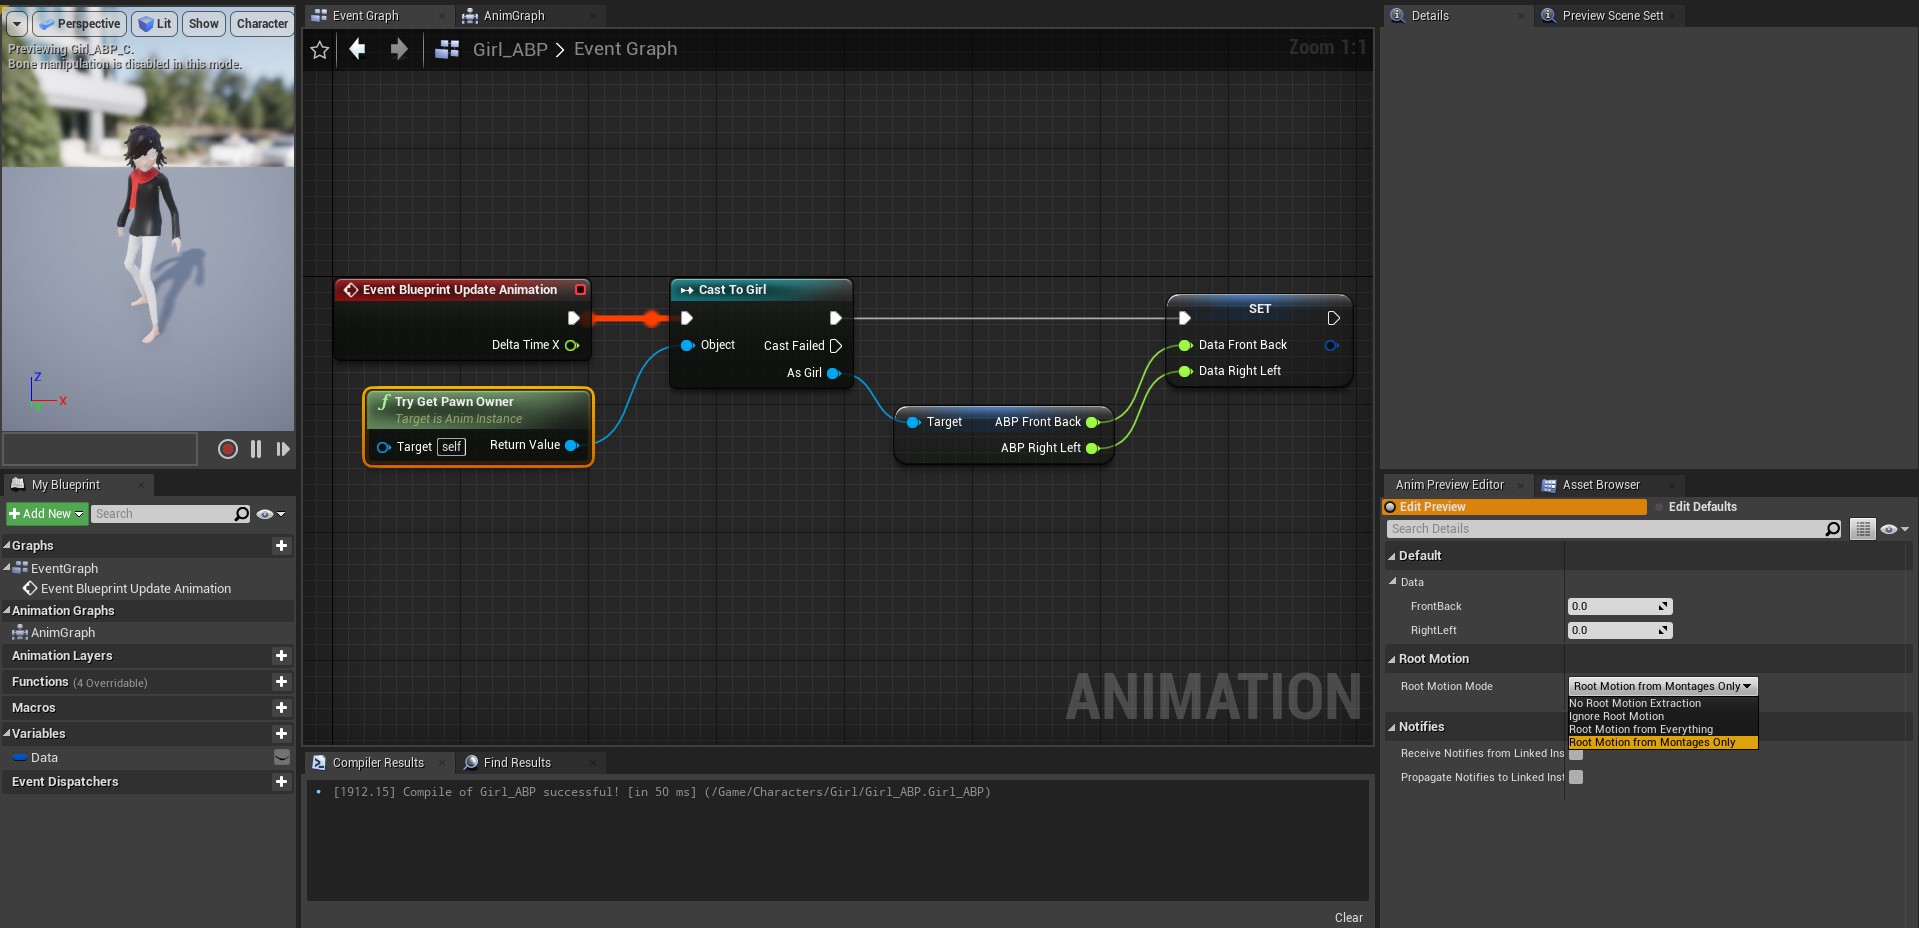 Perspective
Lit
Show
Character
Previewing Girl_ABP_C.
Bone manipulation is disabled in this mode.
Z
X
Y
My Blueprint
Add New
Search
Graphs
EventGraph
Event Blueprint Update Animation
Animation Graphs
AnimGraph
Animation Layers
Functions (4 Overridable)
Macros
Variables
Data
Event Dispatchers
Event Graph
AnimGraph
Girl_ABP > Event Graph
Zoom 1:1
Event Blueprint Update Animation
Delta Time X
Try Get Pawn Owner
Target is Anim Instance
Target self
Return Value
Cast To Girl
Object
Cast Failed
As Girl
Target
ABP Front Back
ABP Right Left
SET
Data Front Back
Data Right Left
ANIMATION
Compiler Results
Find Results
[1912.15] Compile of Girl_ABP successful! [in 50 ms] (/Game/Characters/Girl/Girl_ABP.Girl_ABP)
Clear
Details
Preview Scene Sett
Anim Preview Editor
Asset Browser
Edit Preview
Edit Defaults
Search Details
Default
Data
FrontBack
0.0
RightLeft
0.0
Root Motion
Root Motion Mode
Root Motion from Montages Only
No Root Motion Extraction
Ignore Root Motion
Root Motion from Everything
Root Motion from Montages Only
Notifies
Receive Notifies from Linked Ins
Propagate Notifies to Linked Inst